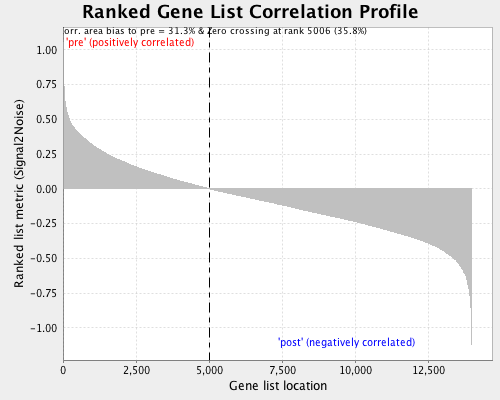 Ranked Gene List Correlation Profile
orr. area bias to pre = 31.3% & Zero crossing at rank 5006 (35.8%)
'pre' (positively correlated)
1.00
0.75
0.50
0.25
0.00
−0.25
−0.50
−0.75
−1.00
Ranked list metric (Signal2Noise)
'post' (negatively correlated)
0 2,500 5,000 7,500 10,000 12,500
Gene list location